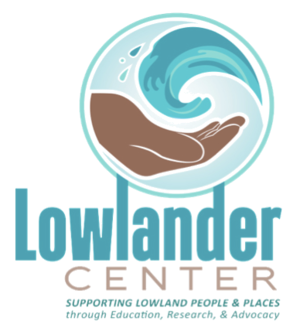 Lowlander
CENTER
SUPPORTING LOWLAND PEOPLE & PLACES
through Education, Research, & Advocacy